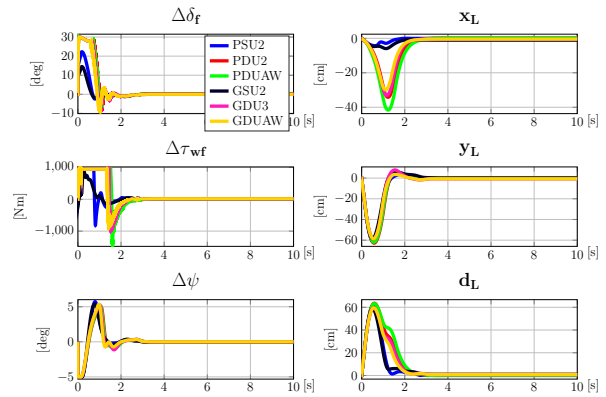 Δδf
30
20
10
0
−10
[deg]
0
2
4
6
8
10
[s]
PSU2
PDU2
PDUAW
GSU2
GDU3
GDUAW
xL
0
−20
−40
[cm]
0
2
4
6
8
10
[s]
Δτwf
1,000
0
−1,000
[Nm]
0
2
4
6
8
10
[s]
yL
0
−20
−40
−60
[cm]
0
2
4
6
8
10
[s]
Δψ
5
0
−5
[deg]
0
2
4
6
8
10
[s]
dL
60
40
20
0
[cm]
0
2
4
6
8
10
[s]